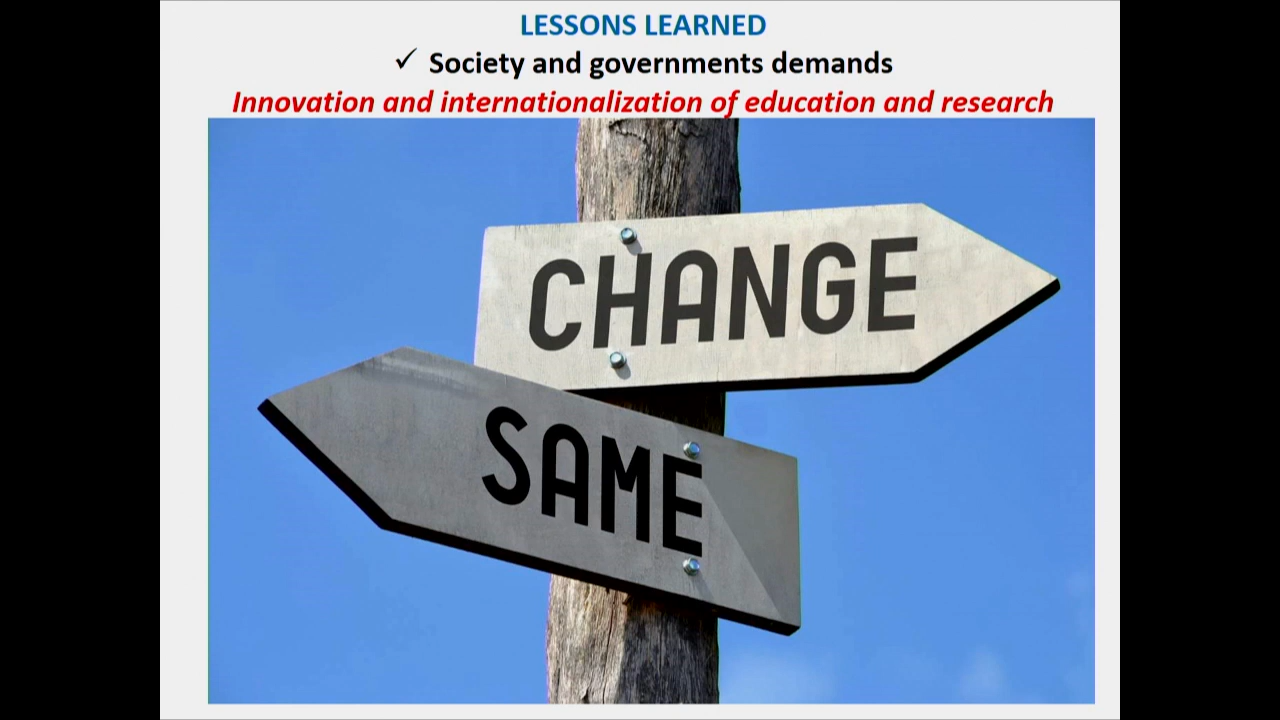 LESSONS LEARNED
✓ Society and governments demands
Innovation and internationalization of education and research
CHANGE
SAME